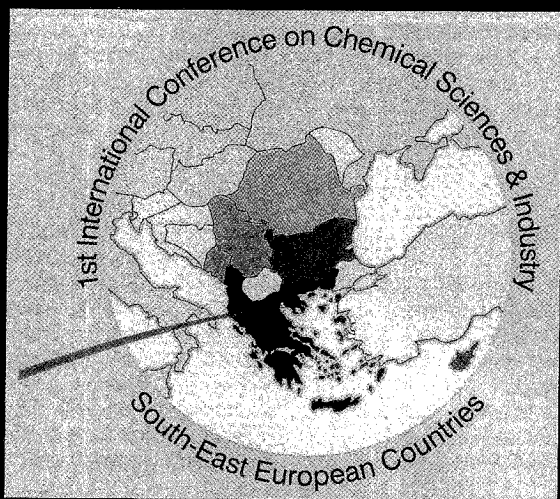 1st International Conference on Chemical Sciences & Industry
South-East European Countries